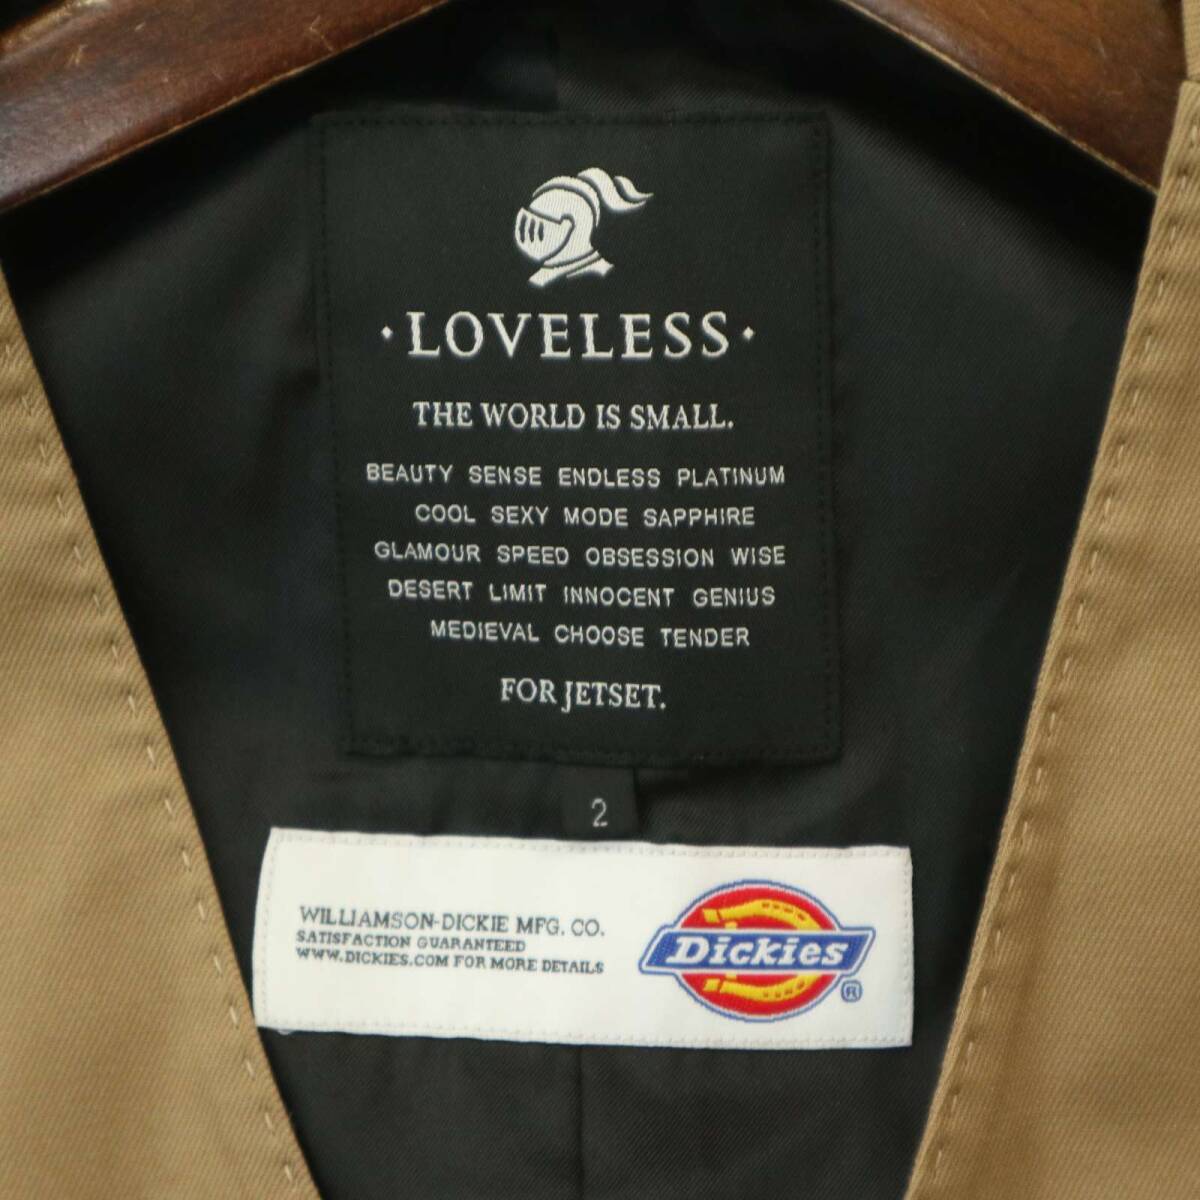 ·LOVELESS·
THE WORLD IS SMALL.
BEAUTY SENSE ENDLESS PLATINUM
COOL SEXY MODE SAPPHIRE
GLAMOUR SPEED OBSESSION WISE
DESERT LIMIT INNOCENT GENIUS
MEDIEVAL CHOOSE TENDER
FOR JETSET.
2
WILLIAMSON-DICKIE MFG. CO.
SATISFACTION GUARANTEED
WWW.DICKIES.COM FOR MORE DETAILS
Dickies
®